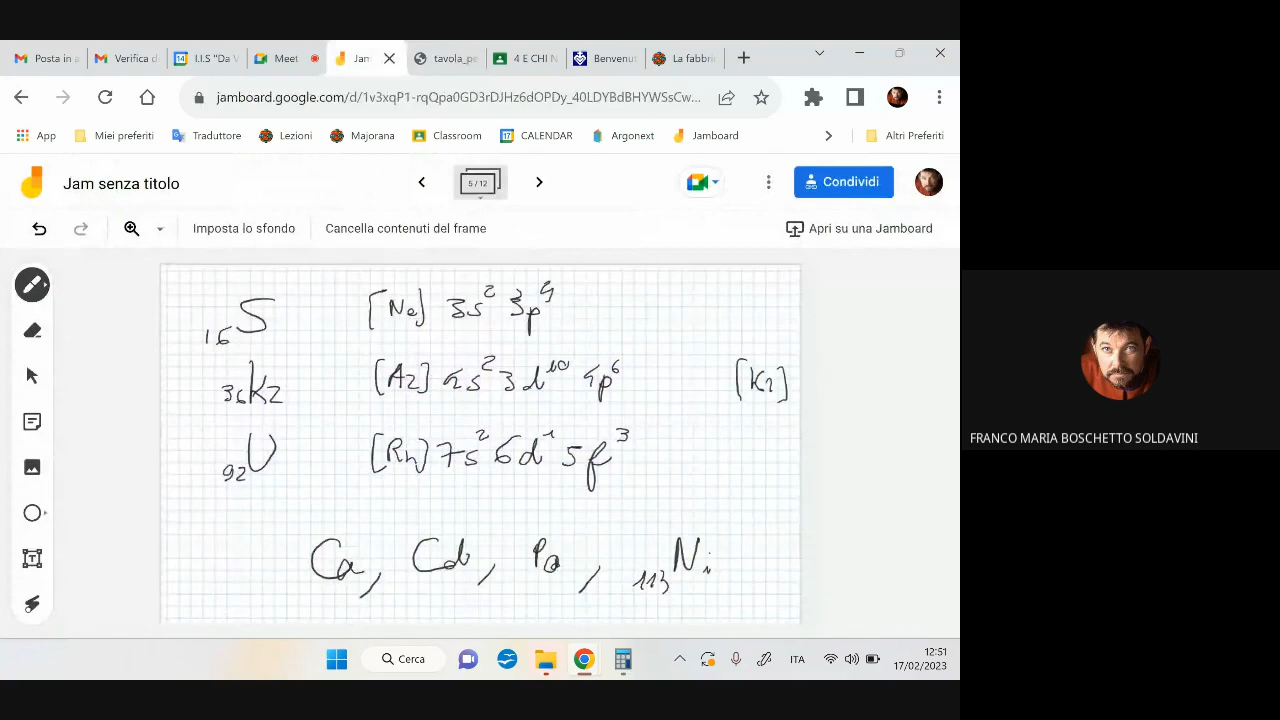 Posta in a
Verifica d
14 I.I.S "Da V
Meet
Jam
tavola_pe
4 E CHI N
Benvenut
La fabbric
jamboard.google.com/d/1v3xqP1-rqQpa0GD3rDJHz6dOPDy_40LDYBdBHYWSsCw...
App
Miei preferiti
Traduttore
Lezioni
Majorana
Classroom
CALENDAR
Argonext
Jamboard
Altri Preferiti
Jam senza titolo
5 / 12
Condividi
Imposta lo sfondo
Cancella contenuti del frame
Apri su una Jamboard
₁₆S [Ne] 3s² 3p⁴
₃₆Kr [Ar] 4s² 3d¹⁰ 4p⁶ [Kr]
₉₂U [Rn] 7s² 6d¹ 5f³
Ca, Cd, , ₁₁₃Ni
FRANCO MARIA BOSCHETTO SOLDAVINI
Cerca
ITA
12:51
17/02/2023